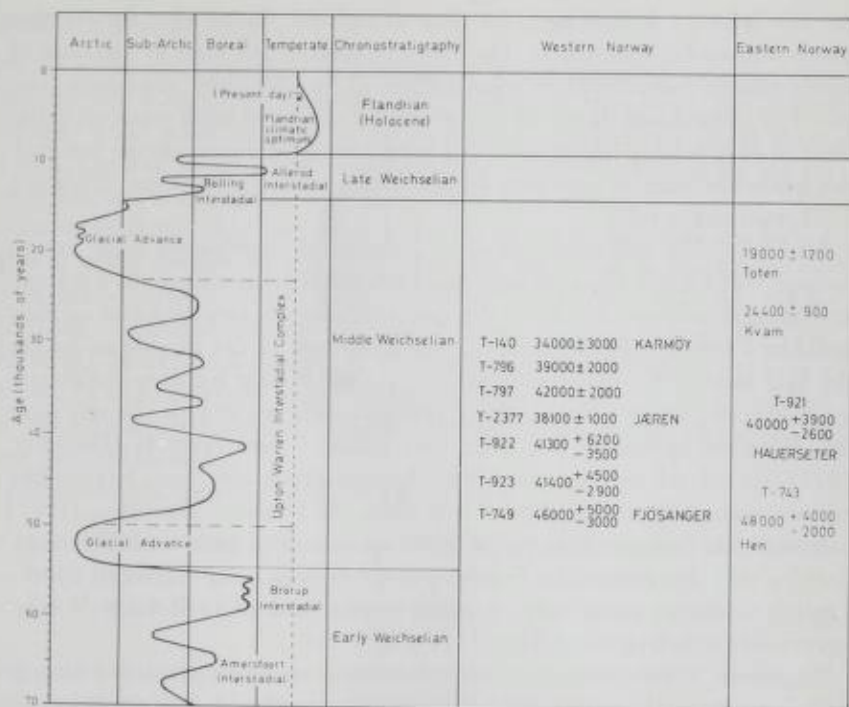 Arctic Sub-Arctic Boreal Temperate Chronostratigraphy Western Norway Eastern Norway
Age (thousands of years)
0
10
20
30
40
50
60
70
(Present day)
Flandrian
climatic
optimum
Flandrian
(Holocene)
Allerød
Interstadial
Bölling
Interstadial
Late Weichselian
Glacial Advance
Upton Warren Interstadial Complex
Middle Weichselian
Glacial Advance
Brørup
Interstadial
Amersfoort
Interstadial
Early Weichselian
T-140 34000 ± 3000 KARMÖY
T-796 39000 ± 2000
T-797 42000 ± 2000
Y-2377 38100 ± 1000 JÆREN
T-922 41300 + 6200
- 3500
T-923 41400 + 4500
- 2900
T-749 46000 + 5000
- 3000 FJÖSANGER
19000 ± 1200
Toten
24400 ± 900
Kvam
T-921
40000 + 3900
- 2600
HAUERSETER
T-743
48000 + 4000
- 2000
Hen